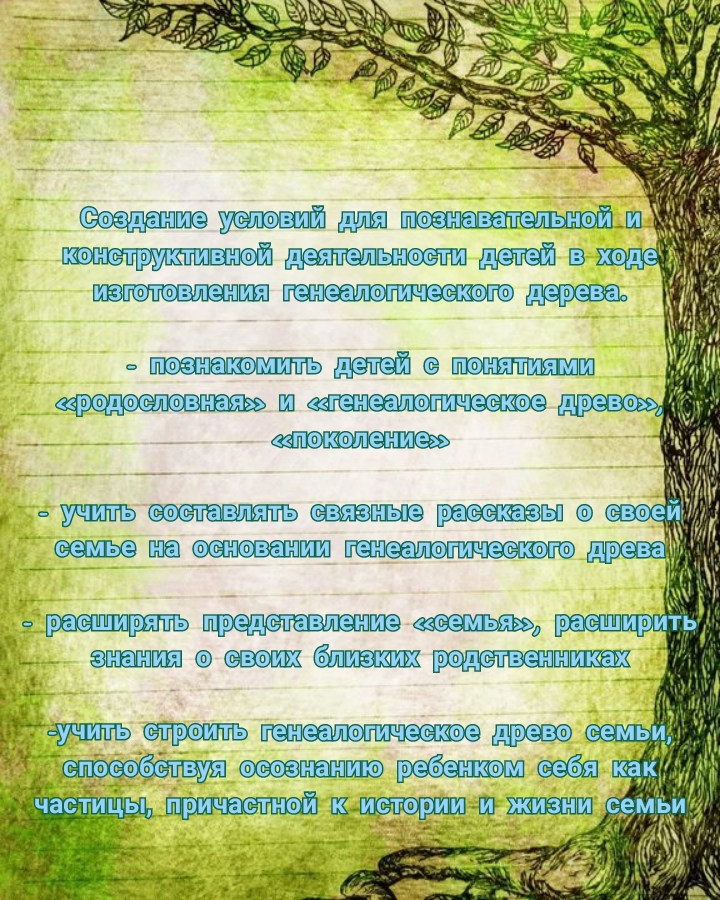 Создание условий для познавательной и
конструктивной деятельности детей в ходе
изготовления генеалогического дерева.
- познакомить детей с понятиями
«родословная» и «генеалогическое древо»,
«поколение»
- учить составлять связные рассказы о своей
семье на основании генеалогического древа
- расширять представление «семья», расширить
знания о своих близких родственниках
-учить строить генеалогическое древо семьи,
способствуя осознанию ребенком себя как
частицы, причастной к истории и жизни семьи